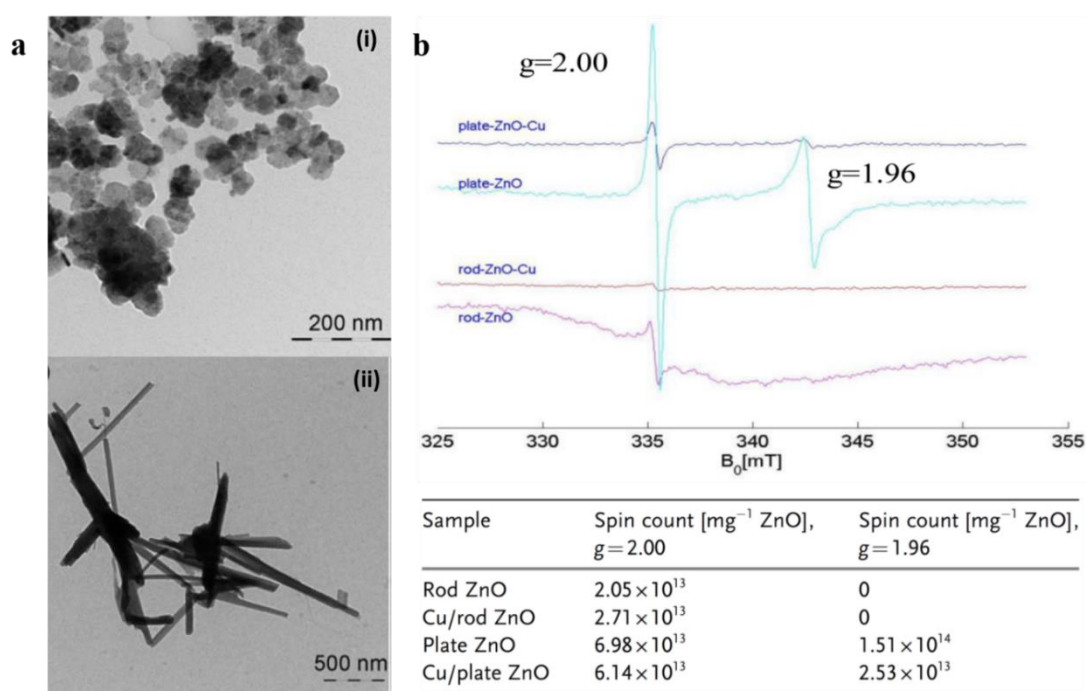 a
(i)
200 nm
(ii)
500 nm
b
g=2.00
plate-ZnO-Cu
plate-ZnO
g=1.96
rod-ZnO-Cu
rod-ZnO
325 330 335 340 345 350 355
B₀[mT]
Sample Spin count [mg⁻¹ ZnO], g=2.00 Spin count [mg⁻¹ ZnO], g=1.96
Rod ZnO 2.05×10¹³ 0
Cu/rod ZnO 2.71×10¹³ 0
Plate ZnO 6.98×10¹³ 1.51×10¹⁴
Cu/plate ZnO 6.14×10¹³ 2.53×10¹³